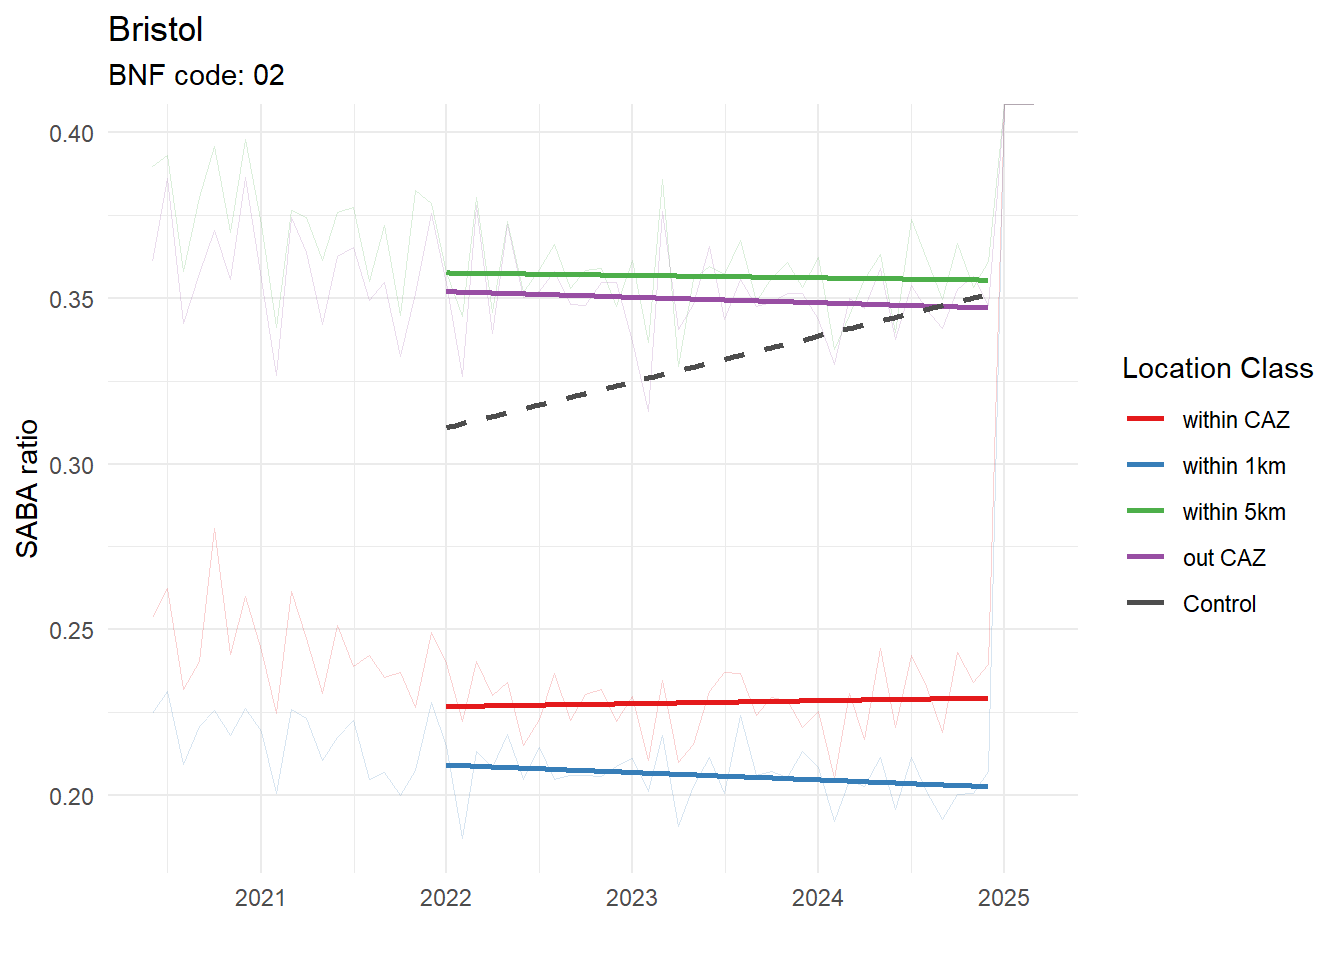 Bristol
BNF code: 02
0.40
0.35
0.30
0.25
0.20
SABA ratio
2021
2022
2023
2024
2025
Location Class
within CAZ
within 1km
within 5km
out CAZ
Control